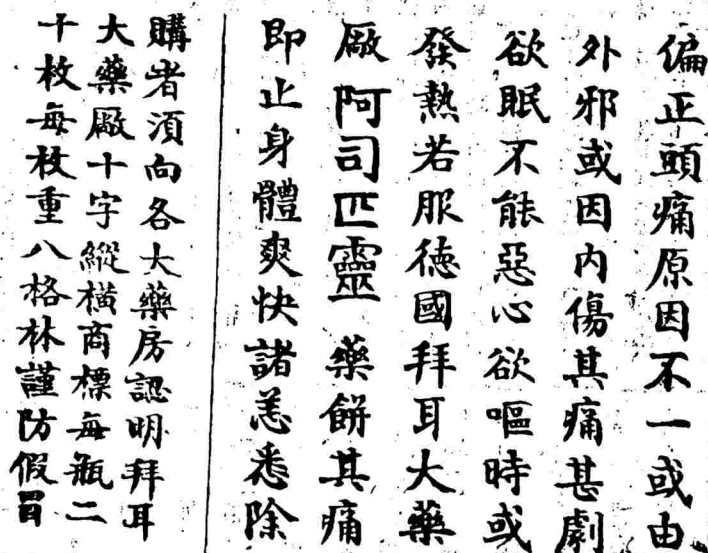 偏正頭痛原因不一或由
外邪或因內傷其痛甚劇
欲眠不能惡心欲嘔時或
發熱若服德國拜耳大藥
廠阿司匹靈 藥餅其痛
即止身體爽快諸恙悉除
購者須向各大藥房認明拜耳
大藥厰十字縱橫商標每瓶二
十枚每枚重八格林謹防假冒